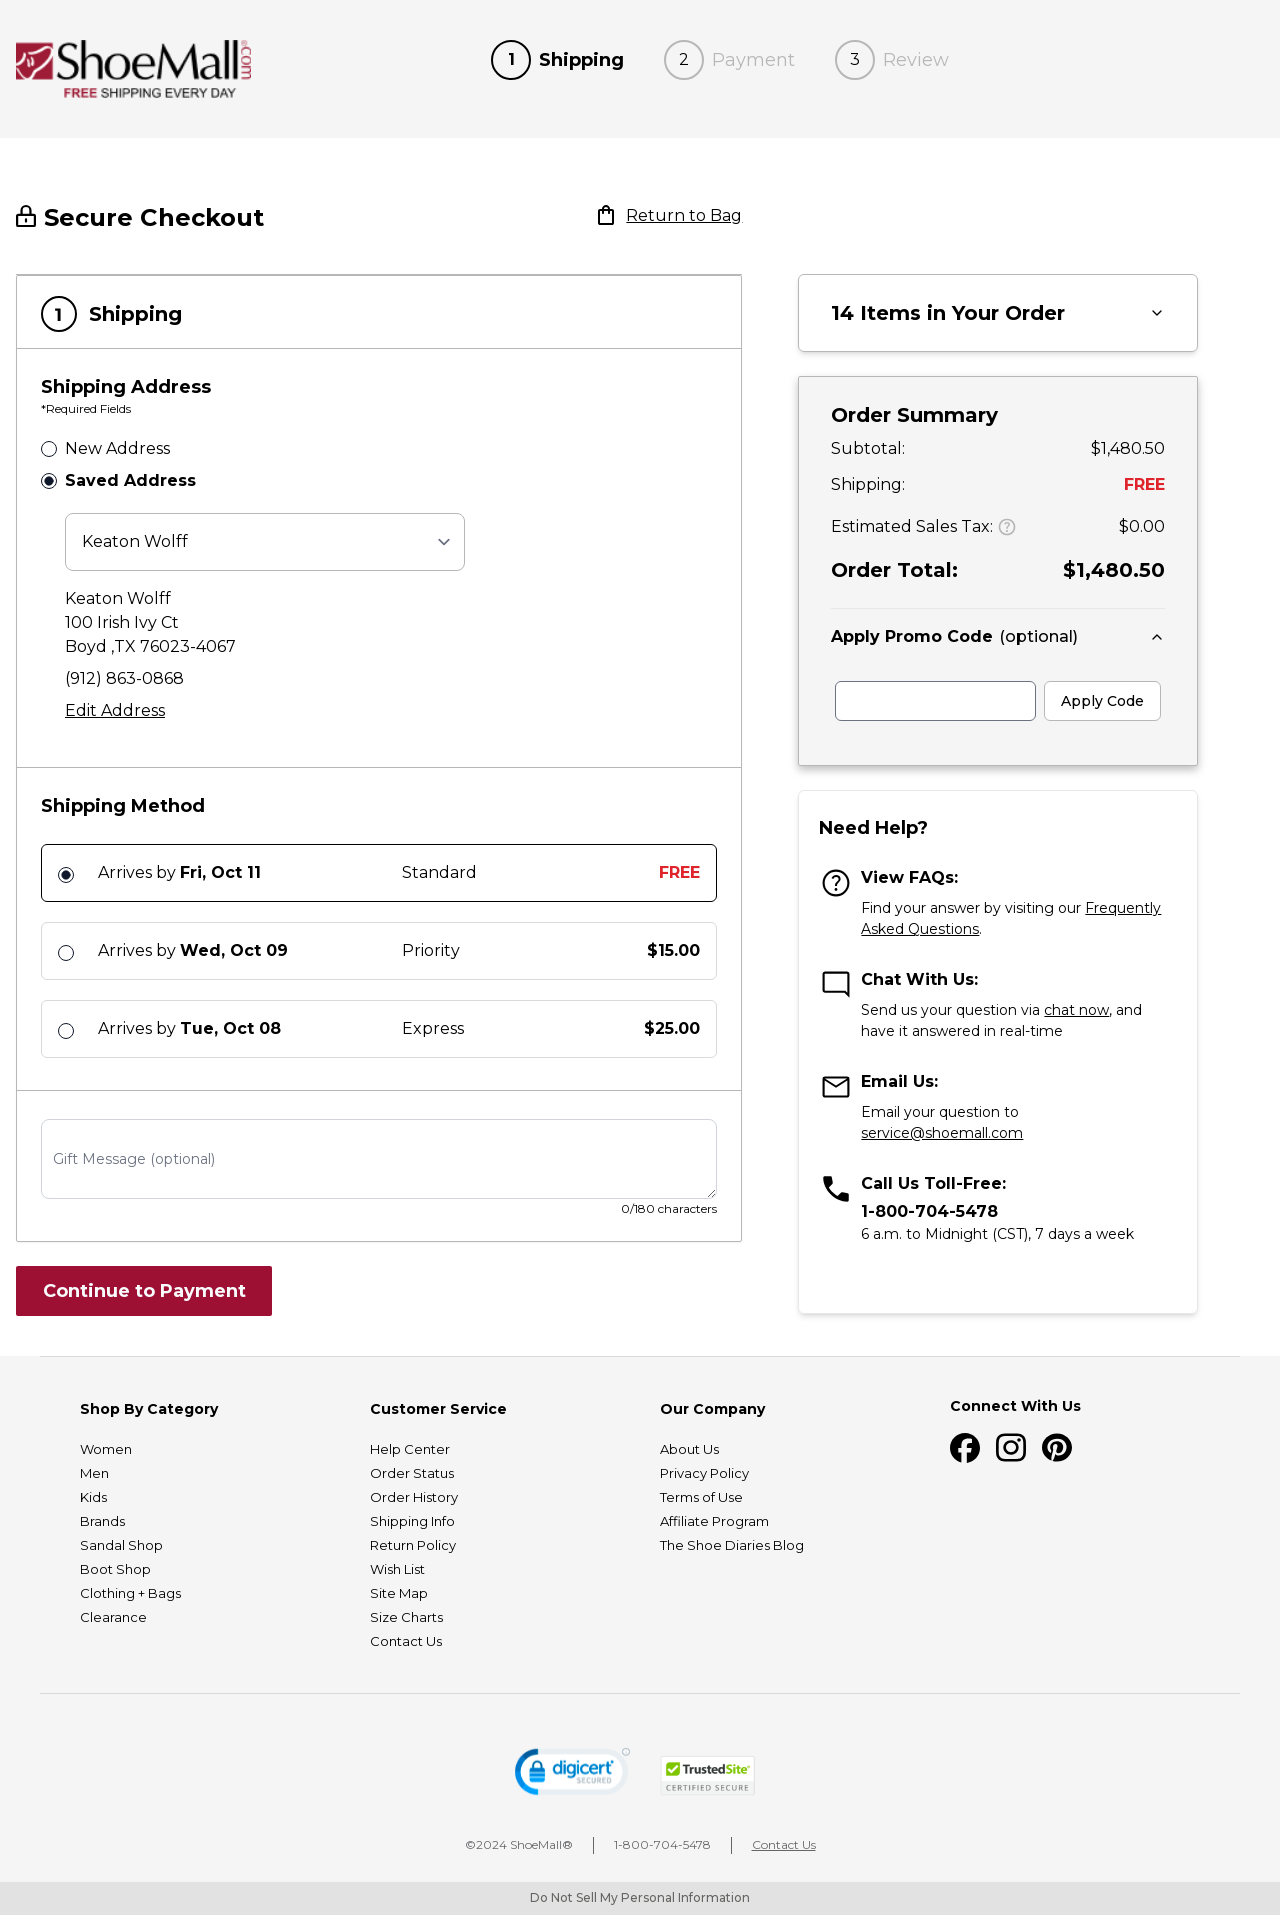 ShoeMall.com
FREE SHIPPING EVERY DAY
1 Shipping
2 Payment
3 Review
Secure Checkout
Return to Bag
1 Shipping
Shipping Address
*Required Fields
New Address
Saved Address
Keaton Wolff
Keaton Wolff
100 Irish Ivy Ct
Boyd ,TX 76023-4067
(912) 863-0868
Edit Address
Shipping Method
Arrives by Fri, Oct 11 Standard FREE
Arrives by Wed, Oct 09 Priority $15.00
Arrives by Tue, Oct 08 Express $25.00
Gift Message (optional)
0/180 characters
Continue to Payment
14 Items in Your Order
Order Summary
Subtotal: $1,480.50
Shipping: FREE
Estimated Sales Tax: ? $0.00
Order Total: $1,480.50
Apply Promo Code (optional)
Apply Code
Need Help?
View FAQs:
Find your answer by visiting our Frequently
Asked Questions.
Chat With Us:
Send us your question via chat now, and
have it answered in real-time
Email Us:
Email your question to
service@shoemall.com
Call Us Toll-Free:
1-800-704-5478
6 a.m. to Midnight (CST), 7 days a week
Shop By Category
Women
Men
Kids
Brands
Sandal Shop
Boot Shop
Clothing + Bags
Clearance
Customer Service
Help Center
Order Status
Order History
Shipping Info
Return Policy
Wish List
Site Map
Size Charts
Contact Us
Our Company
About Us
Privacy Policy
Terms of Use
Affiliate Program
The Shoe Diaries Blog
Connect With Us
digicert
SECURED
TrustedSite
CERTIFIED SECURE
©2024 ShoeMall®
1-800-704-5478
Contact Us
Do Not Sell My Personal Information